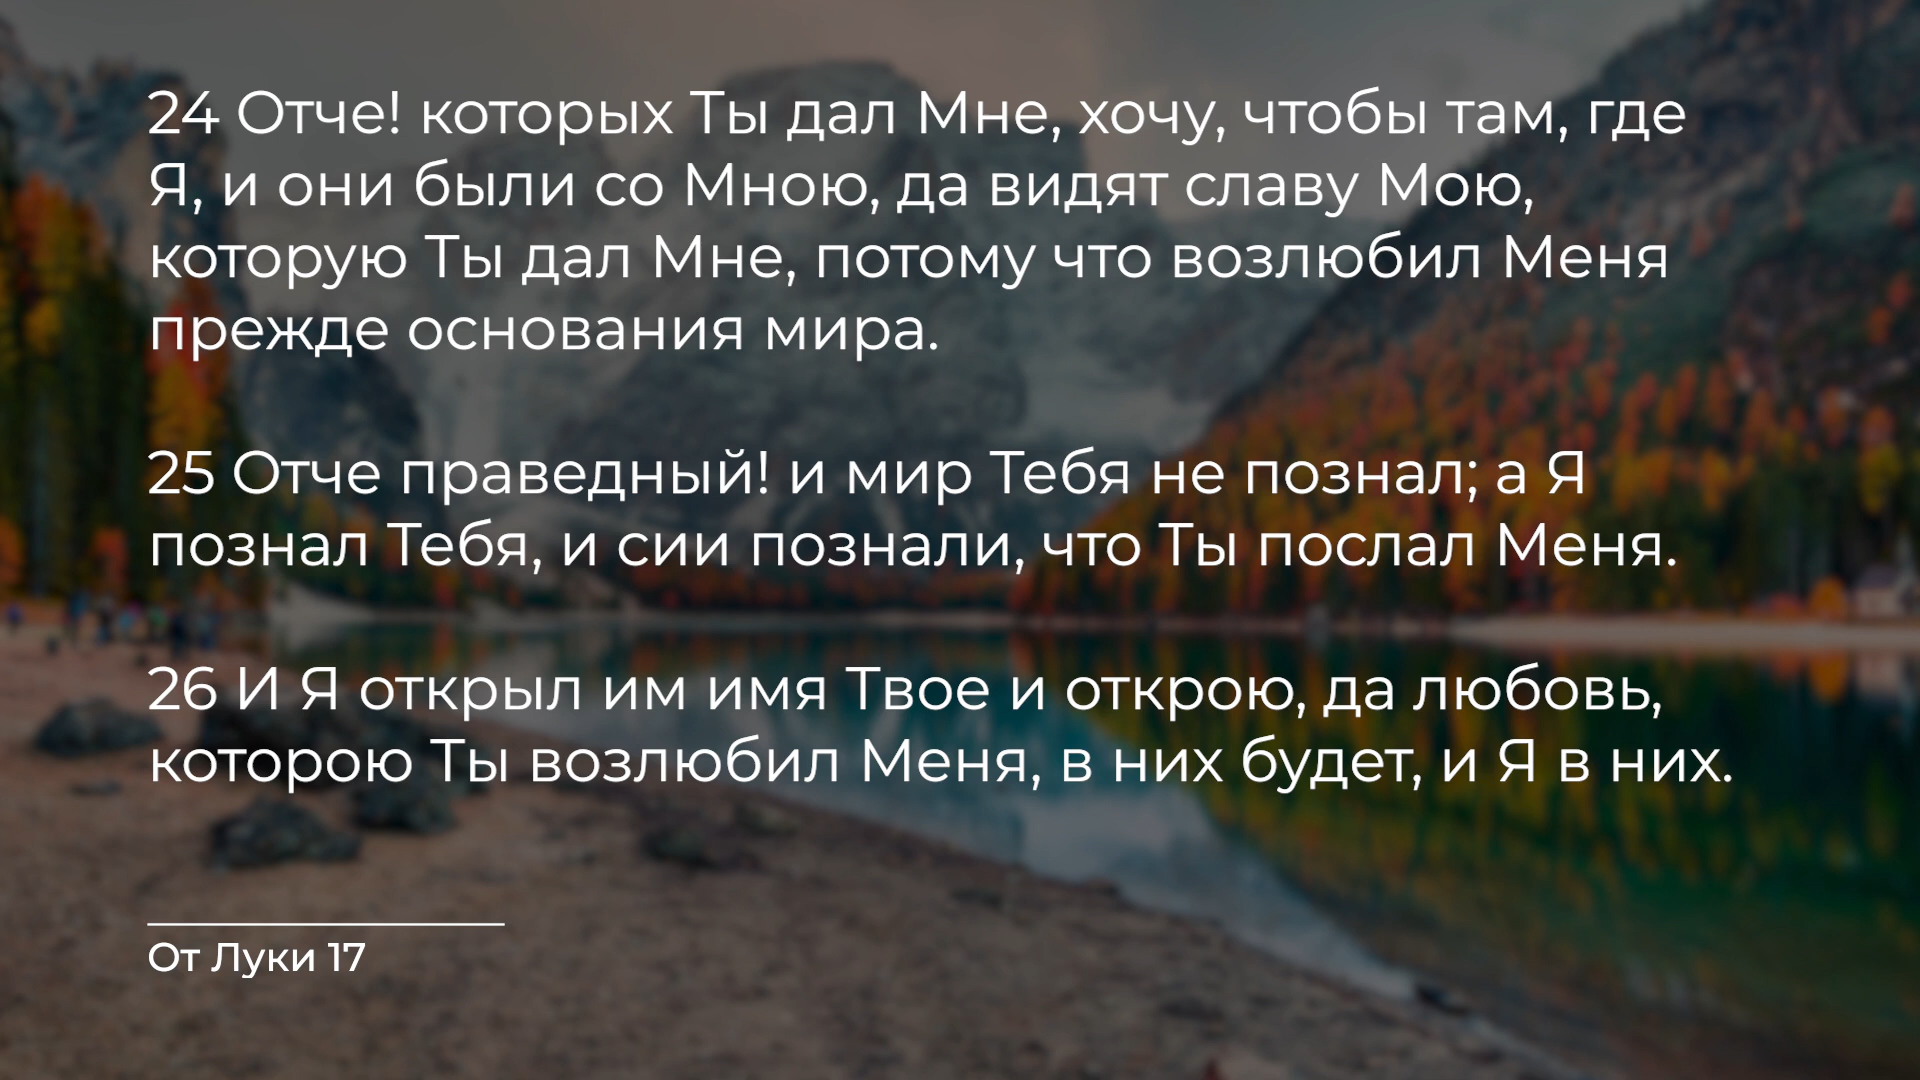 24 Отче! которых Ты дал Мне, хочу, чтобы там, где
Я, и они были со Мною, да видят славу Мою,
которую Ты дал Мне, потому что возлюбил Меня
прежде основания мира.
25 Отче праведный! и мир Тебя не познал; а Я
познал Тебя, и сии познали, что Ты послал Меня.
26 И Я открыл им имя Твое и открою, да любовь,
которою Ты возлюбил Меня, в них будет, и Я в них.
От Луки 17